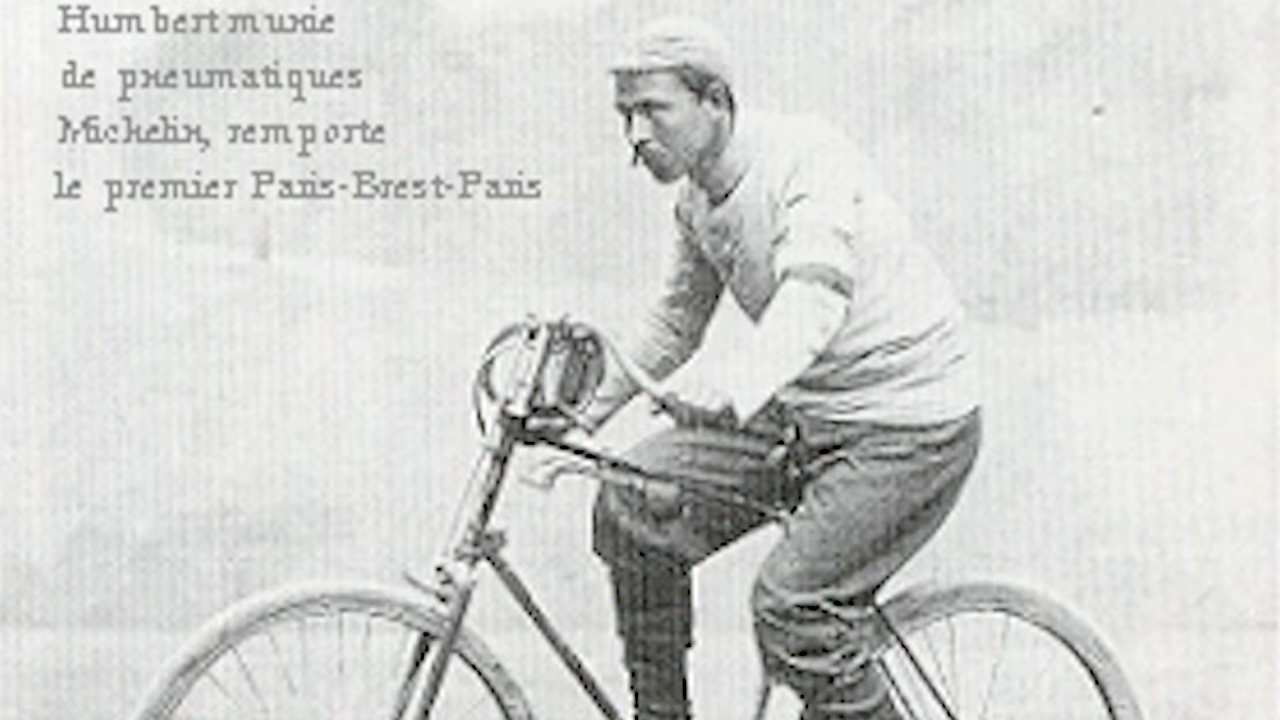 Humbert munie
de pneumatiques
Michelin, remporte
le premier Paris-Brest-Paris